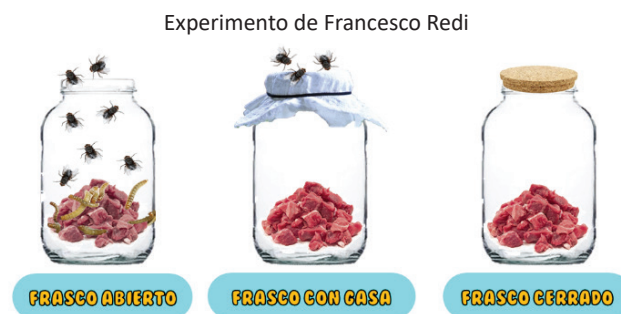 Experimento de Francesco Redi
FRASCO ABIERTO
FRASCO CON GASA
FRASCO CERRADO